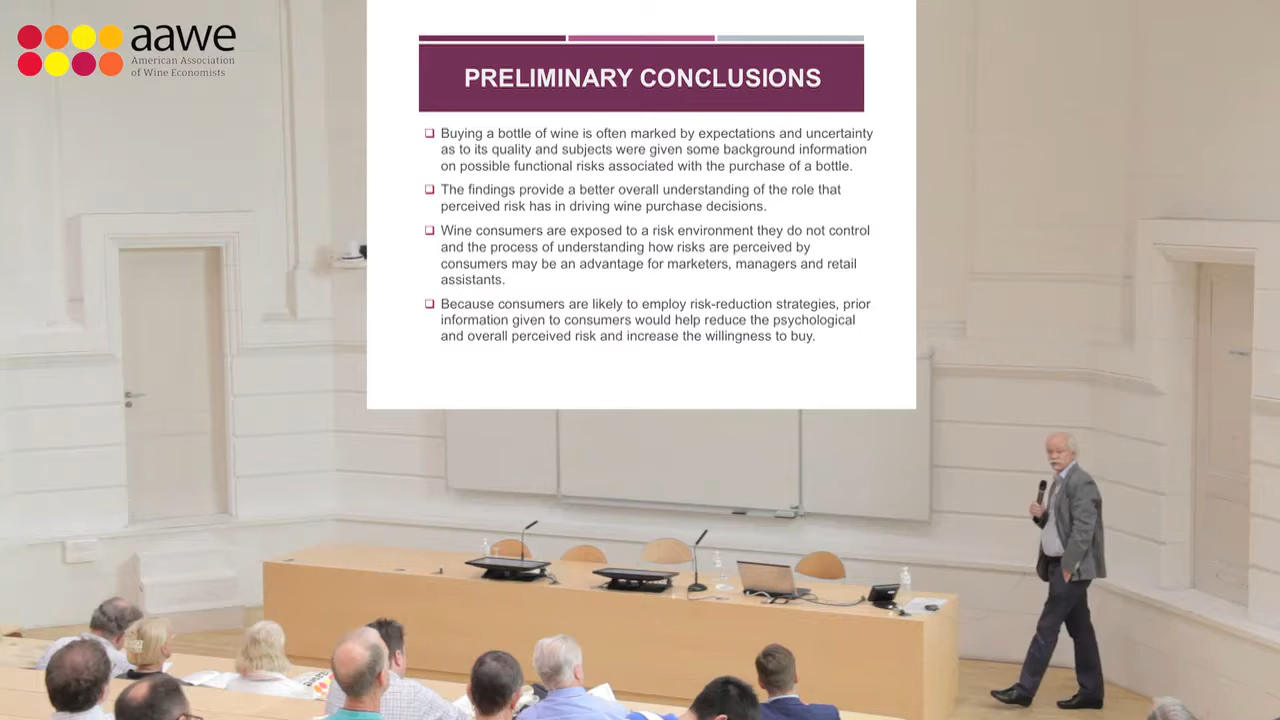 aawe
American Association
of Wine Economists
PRELIMINARY CONCLUSIONS
Buying a bottle of wine is often marked by expectations and uncertainty
as to its quality and subjects were given some background information
on possible functional risks associated with the purchase of a bottle.
The findings provide a better overall understanding of the role that
perceived risk has in driving wine purchase decisions.
Wine consumers are exposed to a risk environment they do not control
and the process of understanding how risks are perceived by
consumers may be an advantage for marketers, managers and retail
assistants.
Because consumers are likely to employ risk-reduction strategies, prior
information given to consumers would help reduce the psychological
and overall perceived risk and increase the willingness to buy.